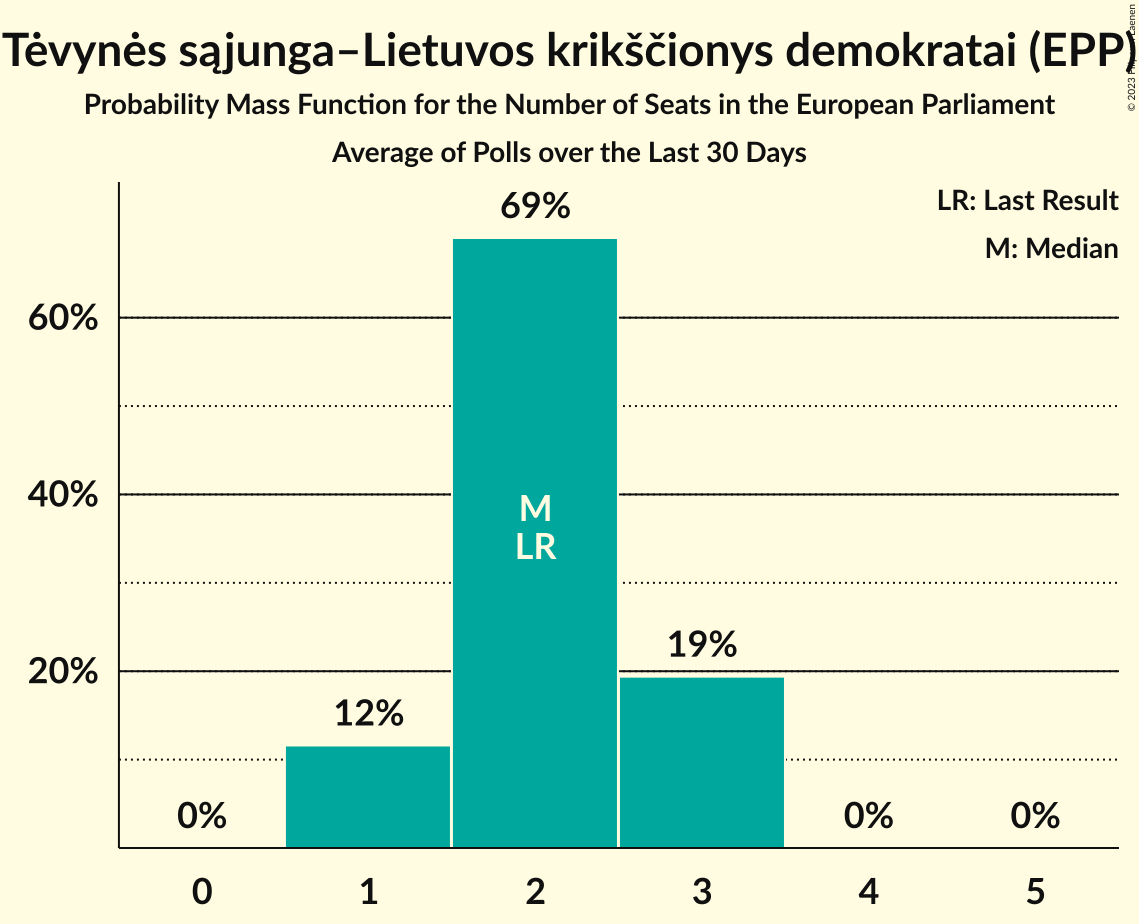 Tėvynės sąjunga–Lietuvos krikščionys demokratai (EPP)
Probability Mass Function for the Number of Seats in the European Parliament
Average of Polls over the Last 30 Days
© 2023 Laenen
LR: Last Result
M: Median
69%
60%
40%
M
LR
19%
20%
12%
0%
0%
0%
0 1 2 3 4 5